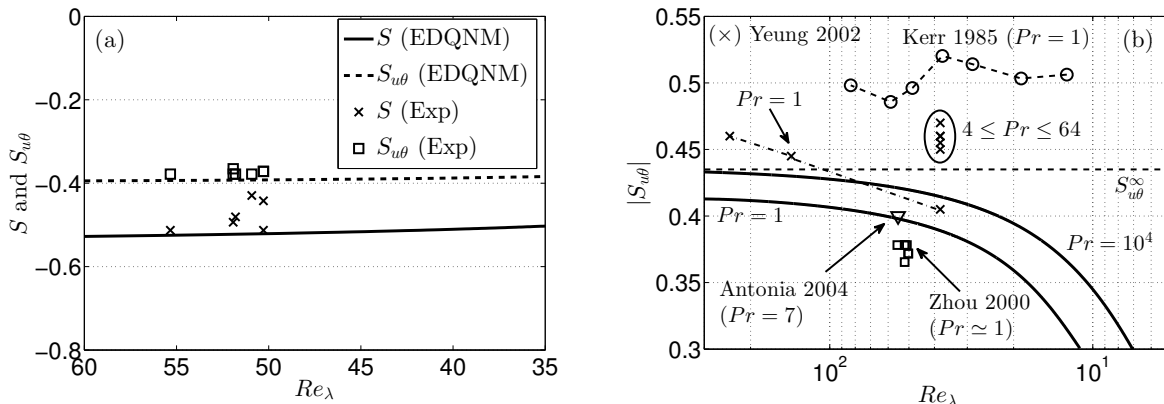 (a)
S (EDQNM)
S_{uθ} (EDQNM)
S (Exp)
S_{uθ} (Exp)
0
−0.2
−0.4
−0.6
−0.8
S and S_{uθ}
60 55 50 45 40 35
Re_λ
(×) Yeung 2002
Kerr 1985 (Pr = 1)
(b)
Pr = 1
4 ≤ Pr ≤ 64
S_{uθ}^∞
Pr = 1
Pr = 10^4
Antonia 2004
(Pr = 7)
Zhou 2000
(Pr ≃ 1)
0.55
0.5
0.45
0.4
0.35
0.3
|S_{uθ}|
10^2 10^1
Re_λ